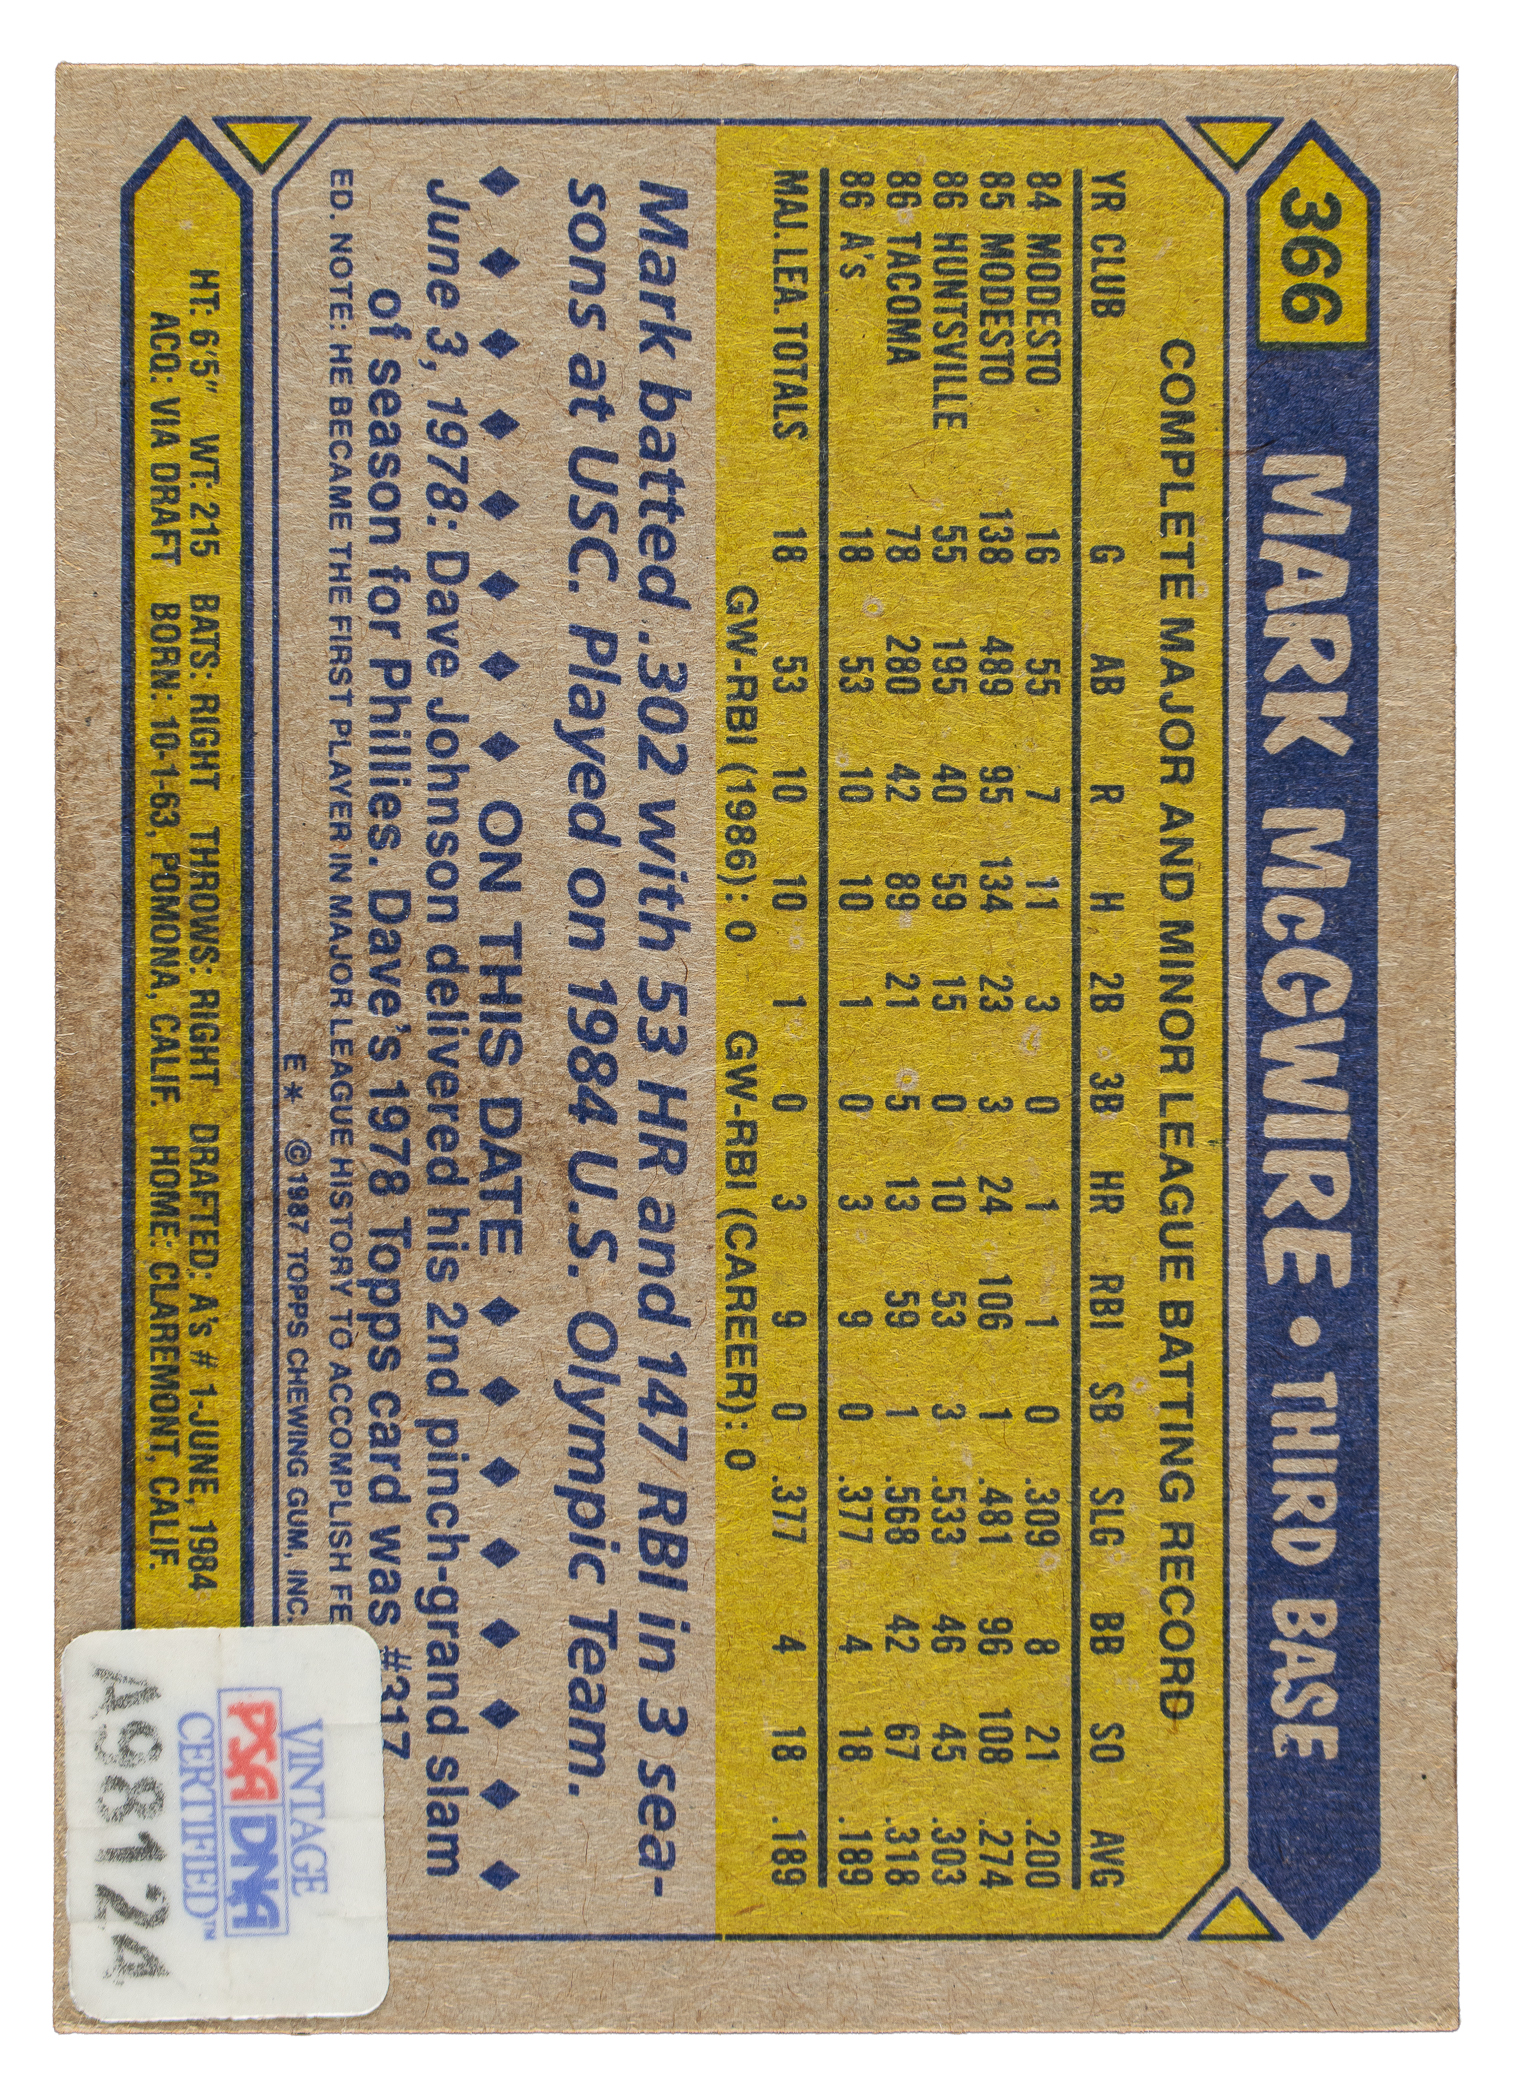 366 MARK McGWIRE • THIRD BASE
COMPLETE MAJOR AND MINOR LEAGUE BATTING RECORD
YR CLUB G AB R H 2B 3B HR RBI SB SLG BB SO AVG
84 MODESTO 16 55 7 11 3 0 1 1 0 .309 8 21 .200
85 MODESTO 138 489 95 134 23 3 24 106 1 .481 96 108 .274
86 HUNTSVILLE 55 195 40 59 15 0 10 53 3 .533 46 45 .303
86 TACOMA 78 280 42 89 21 5 13 59 1 .568 42 67 .318
86 A's 18 53 10 10 1 0 3 9 0 .377 4 18 .189
MAJ. LEA. TOTALS 18 53 10 10 1 0 3 9 0 .377 4 18 .189
GW-RBI (1986): 0 GW-RBI (CAREER): 0
Mark batted .302 with 53 HR and 147 RBI in 3 sea-
sons at USC. Played on 1984 U.S. Olympic Team.
◆ ◆ ◆ ◆ ◆ ◆ ◆ ◆ ON THIS DATE ◆ ◆ ◆ ◆ ◆ ◆ ◆ ◆
June 3, 1978: Dave Johnson delivered his 2nd pinch-grand slam
of season for Phillies. Dave's 1978 Topps card was #317
ED. NOTE: HE BECAME THE FIRST PLAYER IN MAJOR LEAGUE HISTORY TO ACCOMPLISH FE
E* ©1987 TOPPS CHEWING GUM, INC.
HT: 6'5" WT: 215 BATS: RIGHT THROWS: RIGHT DRAFTED: A's #1-JUNE, 1984
ACQ: VIA DRAFT BORN: 10-1-63, POMONA, CALIF. HOME: CLAREMONT, CALIF.
VINTAGE
PSA DNA
CERTIFIED™
A98124